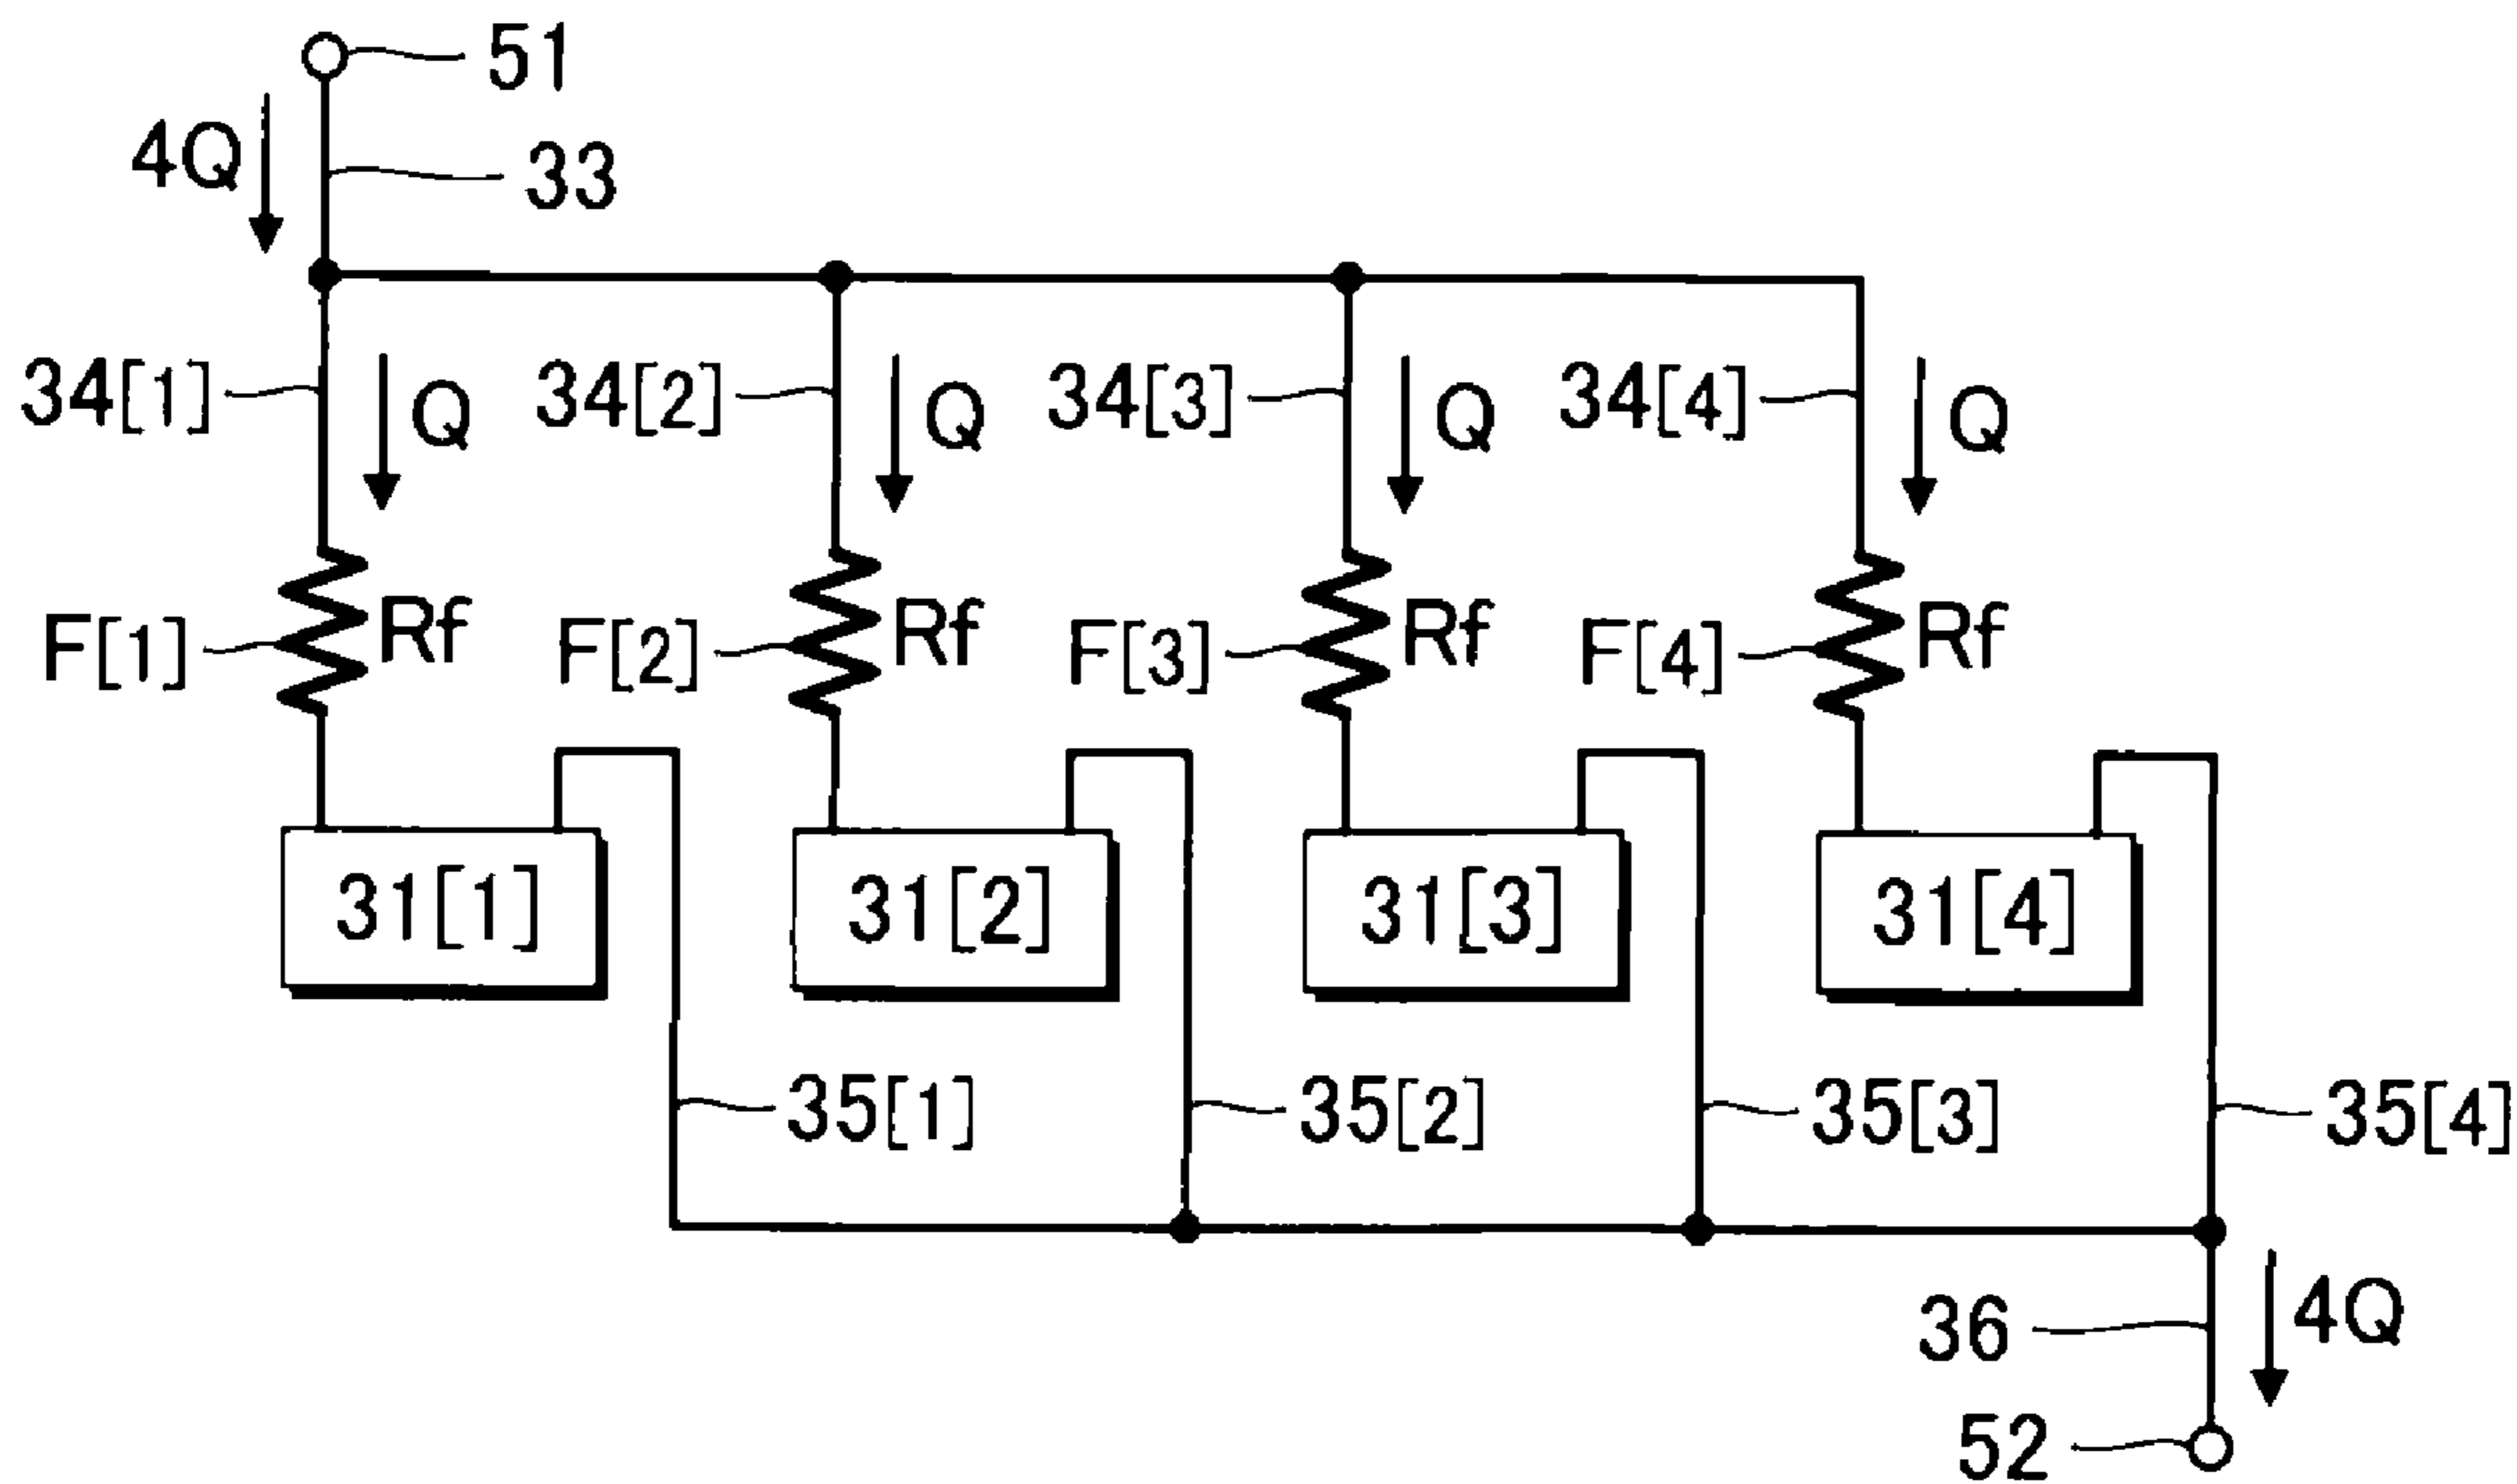 51
4Q
33
34[1]
Q
34[2]
Q
34[3]
Q
34[4]
Q
F[1]
Rf
F[2]
Rf
F[3]
Rf
F[4]
Rf
31[1]
31[2]
31[3]
31[4]
35[1]
35[2]
35[3]
35[4]
36
4Q
52